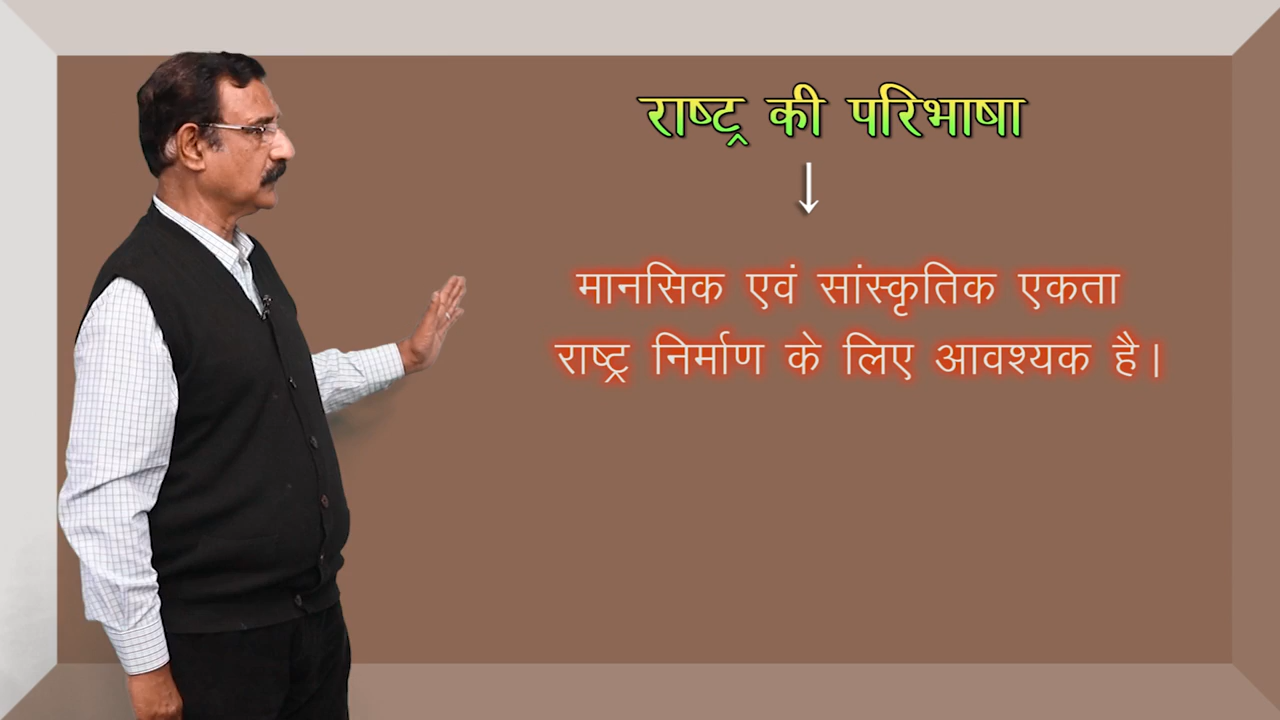 राष्ट्र की परिभाषा
↓
मानसिक एवं सांस्कृतिक एकता
राष्ट्र निर्माण के लिए आवश्यक है।